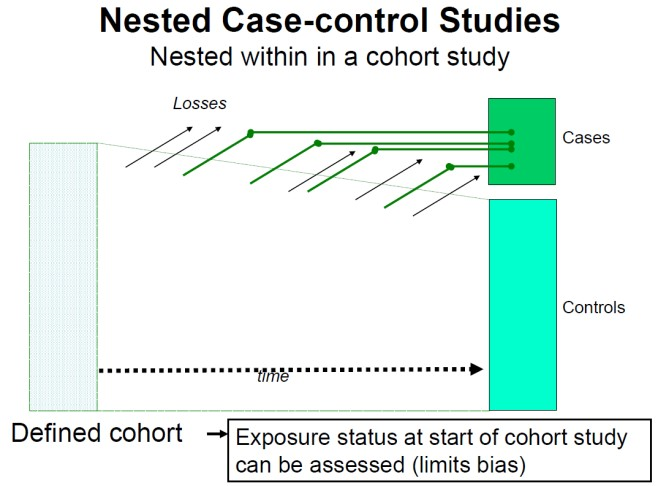 Nested Case-control Studies
Nested within in a cohort study
Losses
Cases
Controls
time
Defined cohort
Exposure status at start of cohort study
can be assessed (limits bias)